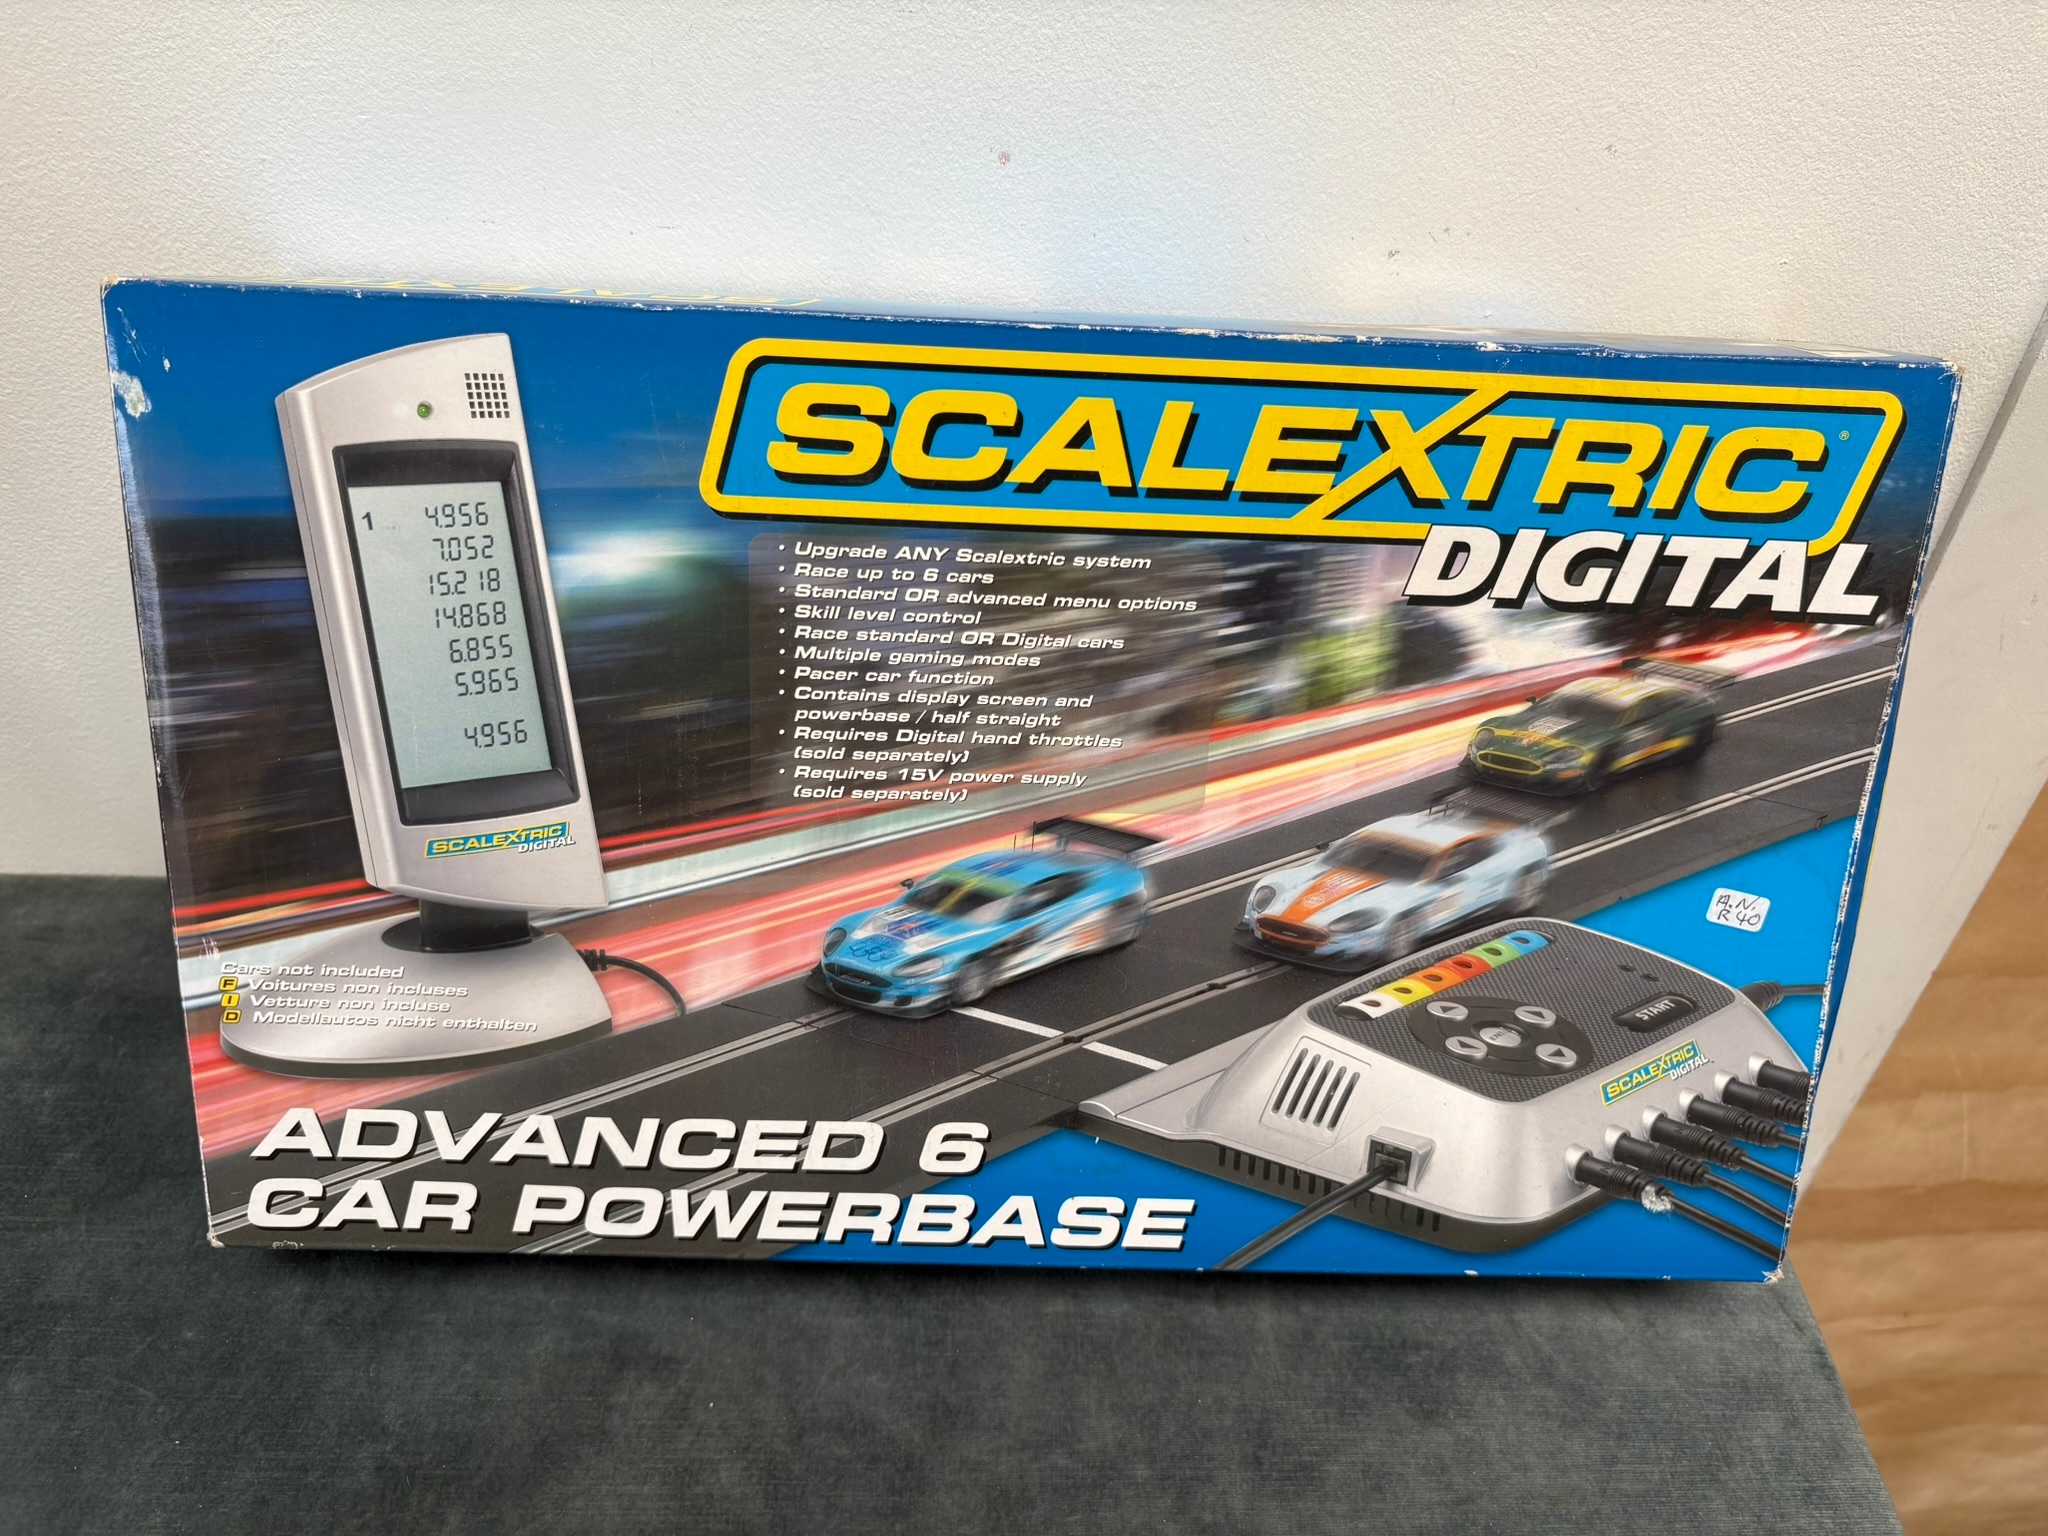 SCALEXTRIC®
DIGITAL
• Upgrade ANY Scalextric system
• Race up to 6 cars
• Standard OR advanced menu options
• Skill level control
• Race standard OR Digital cars
• Multiple gaming modes
• Pacer car function
• Contains display screen and
powerbase / half straight
• Requires Digital hand throttles
(sold separately)
• Requires 15V power supply
(sold separately)
1 4.956
7.052
15.218
14.868
6.855
5.965
4.956
SCALEXTRIC
DIGITAL
Cars not included
F Voitures non incluses
I Vetture non incluse
D Modellautos nicht enthalten
A.N.
R 40
START
ENTER
SCALEXTRIC
DIGITAL
ADVANCED 6
CAR POWERBASE